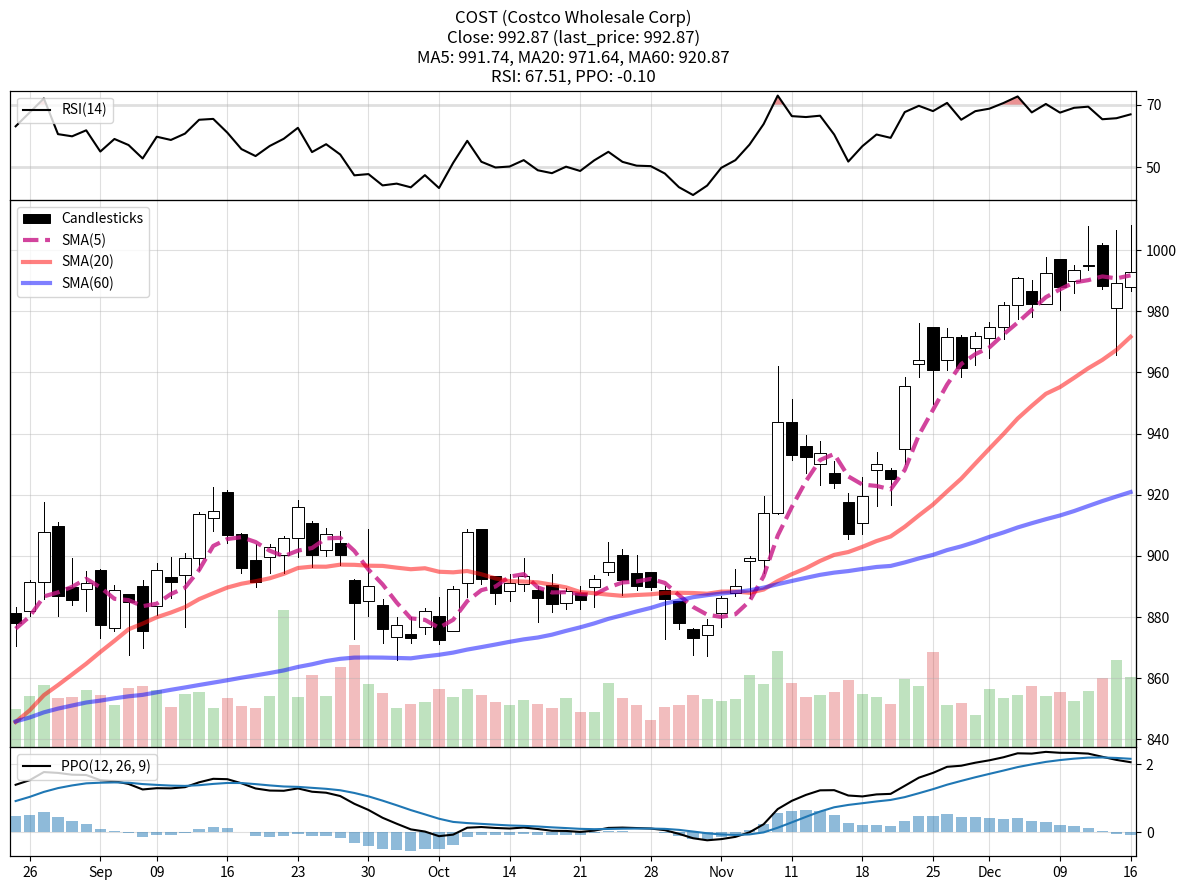 COST (Costco Wholesale Corp)
Close: 992.87 (last_price: 992.87)
MA5: 991.74, MA20: 971.64, MA60: 920.87
RSI: 67.51, PPO: -0.10
RSI(14)
70
50
Candlesticks
SMA(5)
SMA(20)
SMA(60)
1000
980
960
940
920
900
880
860
840
PPO(12, 26, 9)
2
0
26 Sep 09 16 23 30 Oct 14 21 28 Nov 11 18 25 Dec 09 16